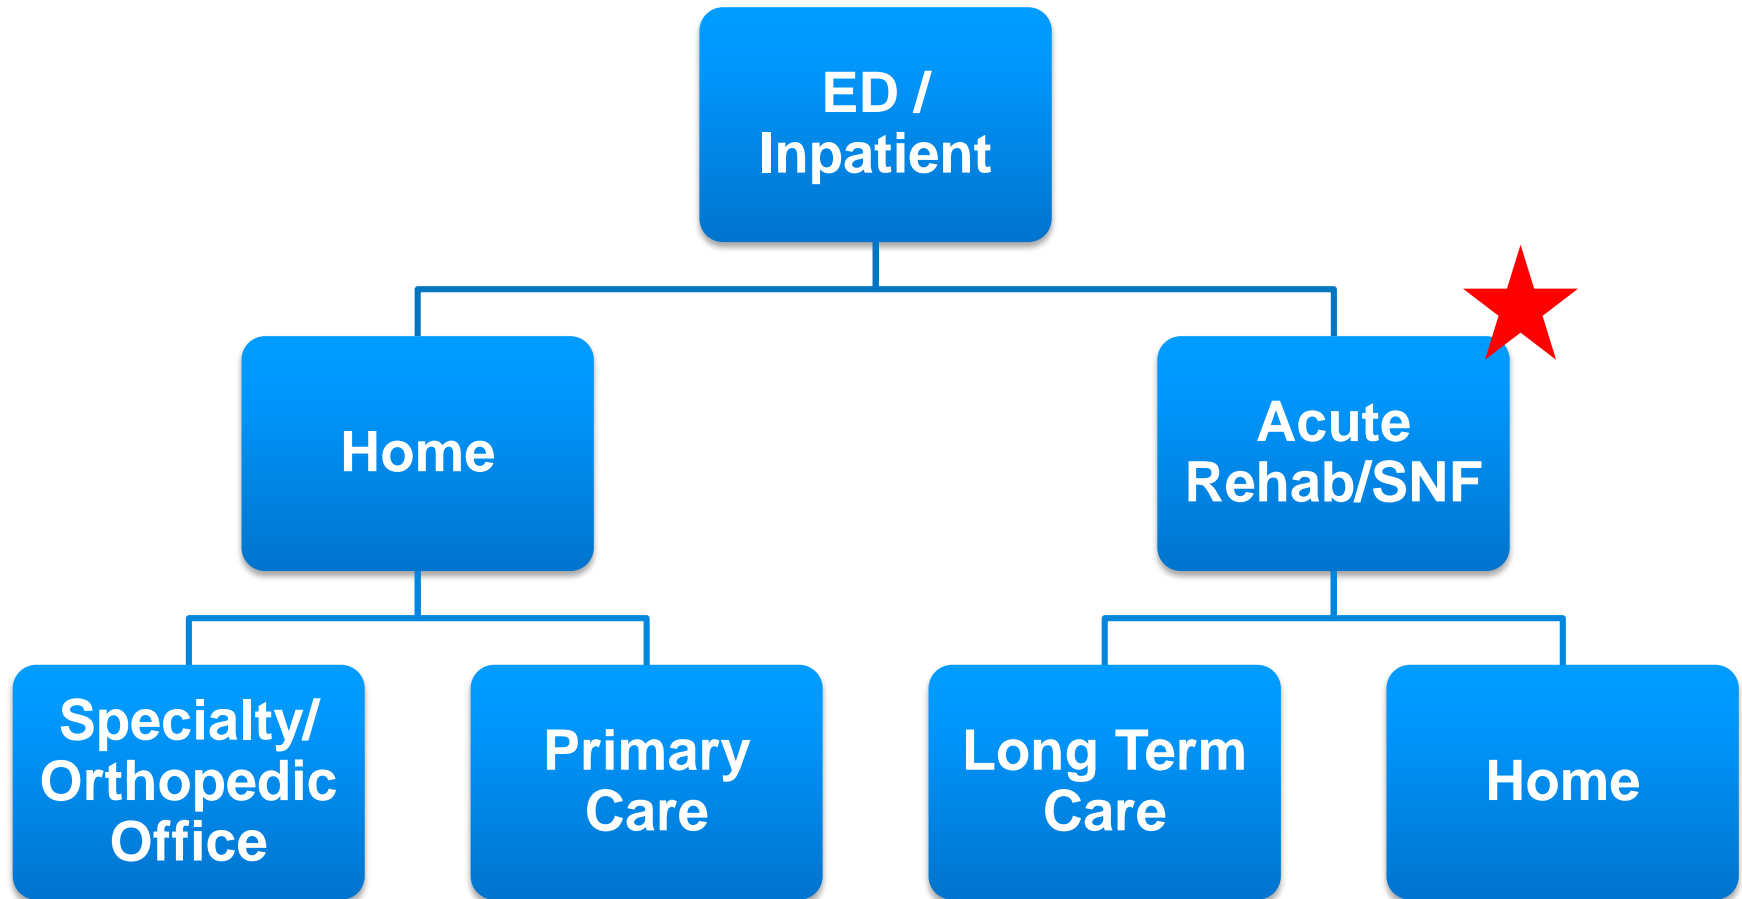 ED /
Inpatient
Home
Acute
Rehab/SNF
Specialty/
Orthopedic
Office
Primary
Care
Long Term
Care
Home